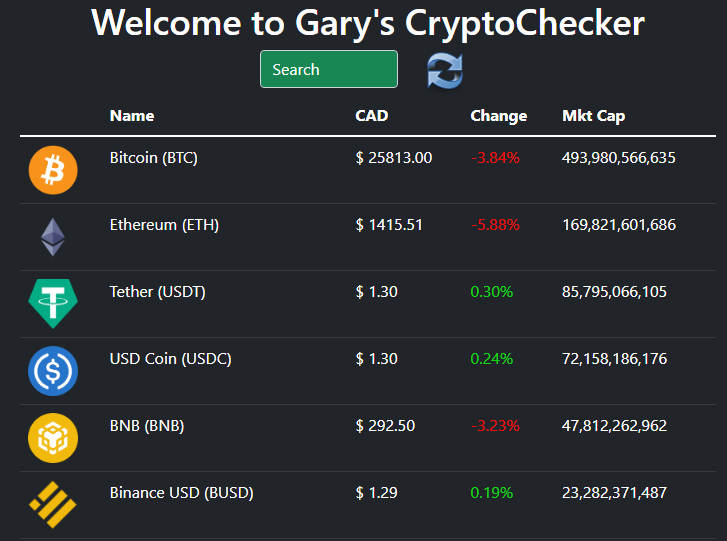 Welcome to Gary's CryptoChecker
Search
Name CAD Change Mkt Cap
Bitcoin (BTC) $ 25813.00 -3.84% 493,980,566,635
Ethereum (ETH) $ 1415.51 -5.88% 169,821,601,686
Tether (USDT) $ 1.30 0.30% 85,795,066,105
USD Coin (USDC) $ 1.30 0.24% 72,158,186,176
BNB (BNB) $ 292.50 -3.23% 47,812,262,962
Binance USD (BUSD) $ 1.29 0.19% 23,282,371,487